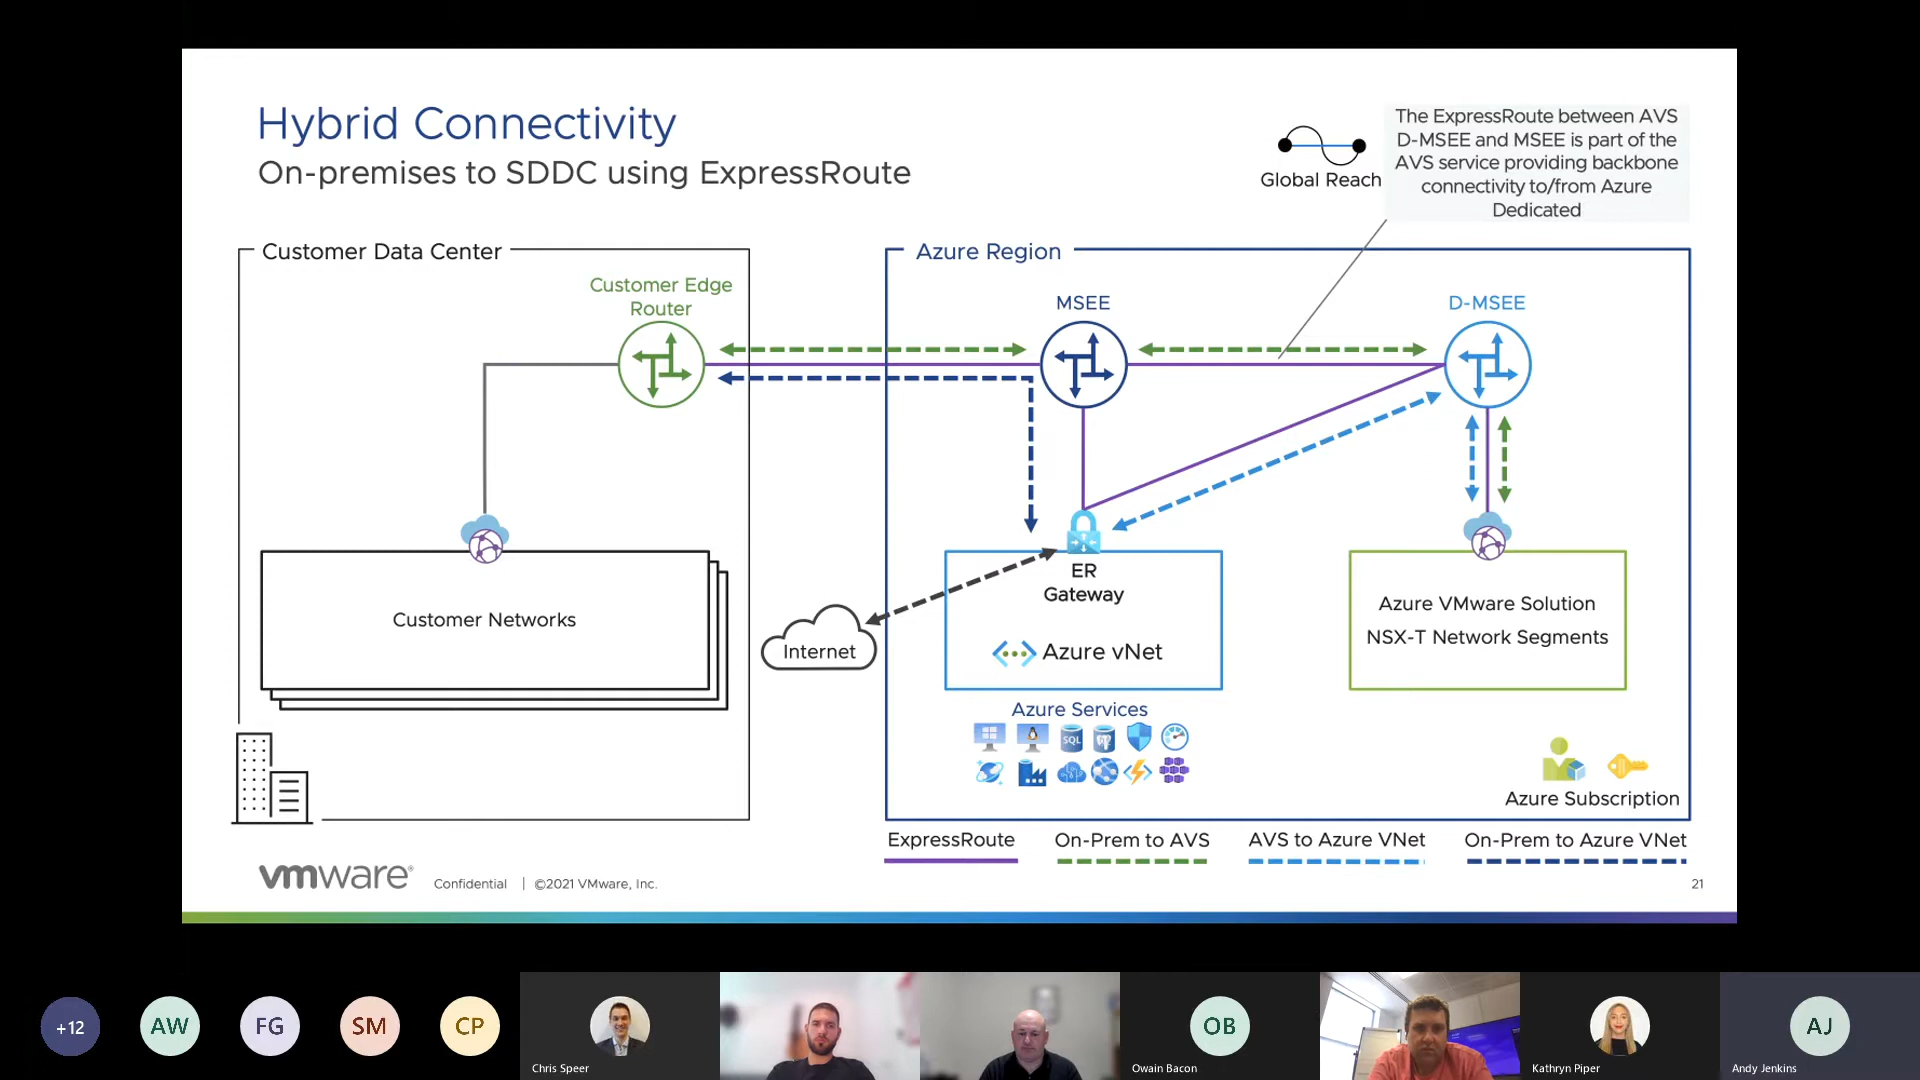 Hybrid Connectivity
On-premises to SDDC using ExpressRoute
Global Reach
The ExpressRoute between AVS
D-MSEE and MSEE is part of the
AVS service providing backbone
connectivity to/from Azure
Dedicated
Customer Data Center
Azure Region
Customer Edge
Router
MSEE
D-MSEE
Customer Networks
Internet
ER
Gateway
Azure vNet
Azure VMware Solution
NSX-T Network Segments
Azure Services
SQL
Azure Subscription
ExpressRoute
On-Prem to AVS
AVS to Azure VNet
On-Prem to Azure VNet
vmware®
Confidential | ©2021 VMware, Inc.
21
+12
AW
FG
SM
CP
Chris Speer
OB
Owain Bacon
Kathryn Piper
AJ
Andy Jenkins